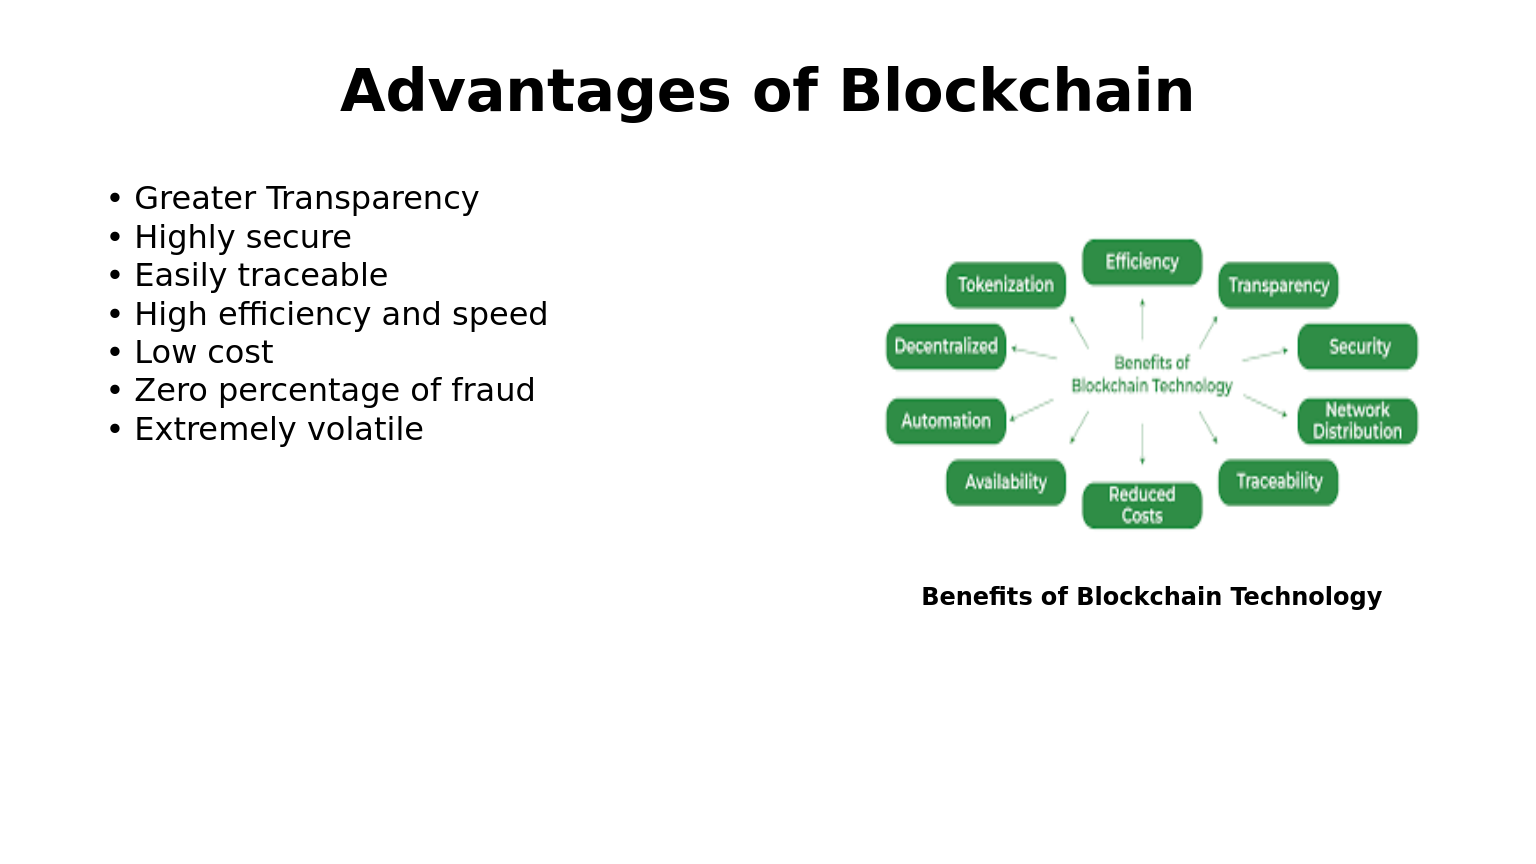 Advantages of Blockchain
• Greater Transparency
• Highly secure
• Easily traceable
• High efficiency and speed
• Low cost
• Zero percentage of fraud
• Extremely volatile
Efficiency
Tokenization
Transparency
Decentralized
Security
Benefits of
Blockchain Technology
Automation
Network
Distribution
Availability
Traceability
Reduced
Costs
Benefits of Blockchain Technology